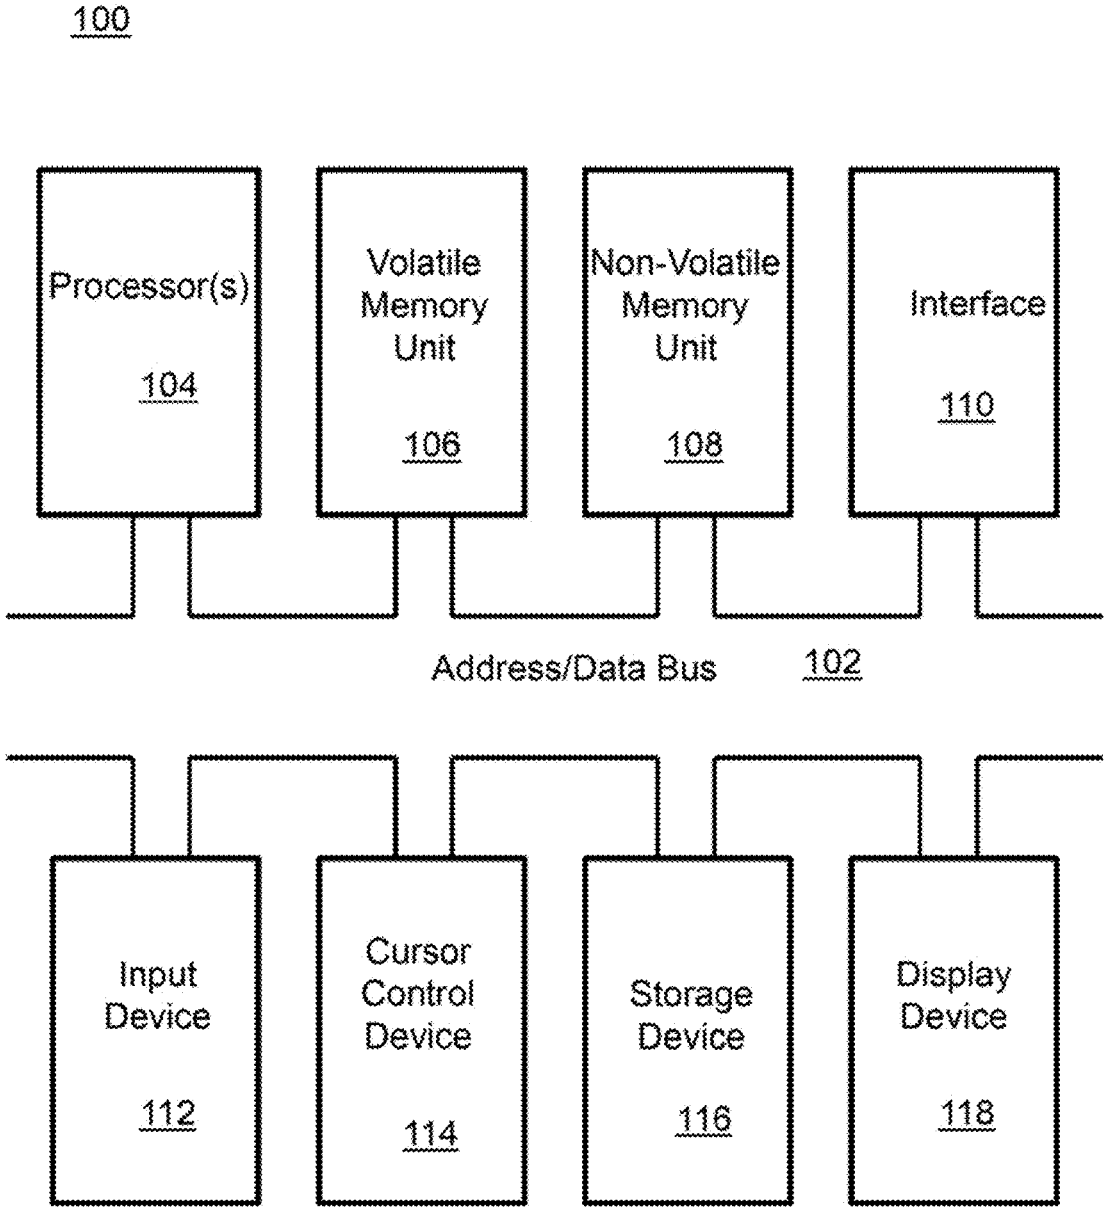 100
Processor(s)
104
Volatile
Memory
Unit
106
Non-Volatile
Memory
Unit
108
Interface
110
Address/Data Bus 102
Input
Device
112
Cursor
Control
Device
114
Storage
Device
116
Display
Device
118